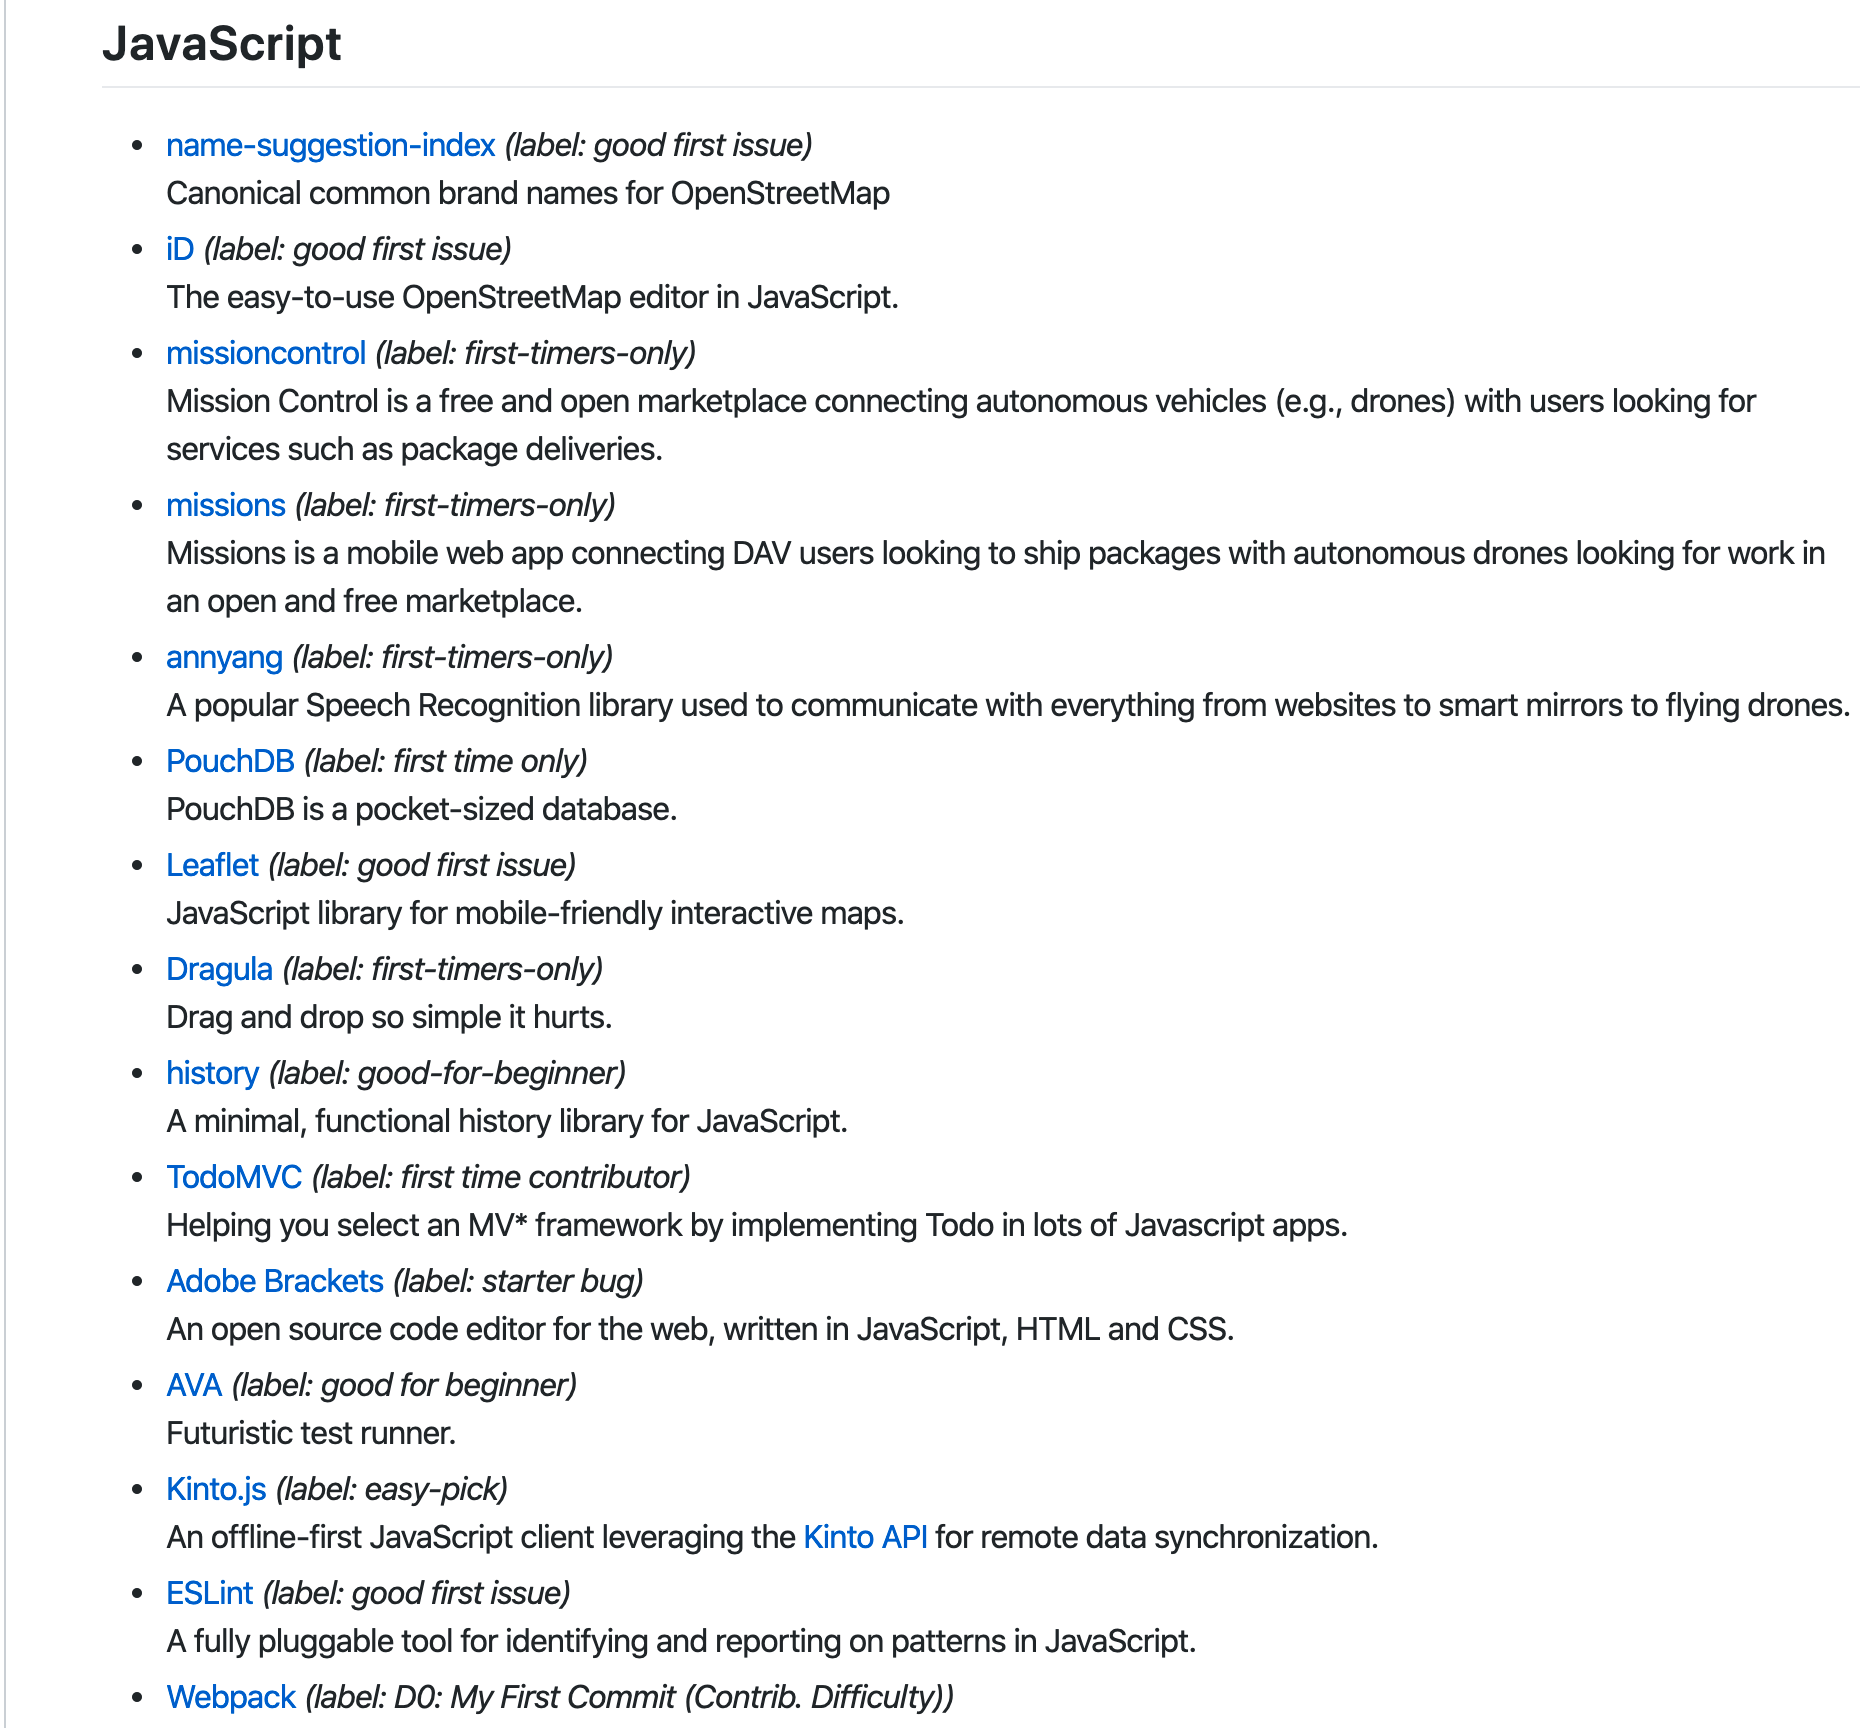 JavaScript
name-suggestion-index (label: good first issue)
Canonical common brand names for OpenStreetMap
iD (label: good first issue)
The easy-to-use OpenStreetMap editor in JavaScript.
missioncontrol (label: first-timers-only)
Mission Control is a free and open marketplace connecting autonomous vehicles (e.g., drones) with users looking for
services such as package deliveries.
missions (label: first-timers-only)
Missions is a mobile web app connecting DAV users looking to ship packages with autonomous drones looking for work in
an open and free marketplace.
annyang (label: first-timers-only)
A popular Speech Recognition library used to communicate with everything from websites to smart mirrors to flying drones.
PouchDB (label: first time only)
PouchDB is a pocket-sized database.
Leaflet (label: good first issue)
JavaScript library for mobile-friendly interactive maps.
Dragula (label: first-timers-only)
Drag and drop so simple it hurts.
history (label: good-for-beginner)
A minimal, functional history library for JavaScript.
TodoMVC (label: first time contributor)
Helping you select an MV* framework by implementing Todo in lots of Javascript apps.
Adobe Brackets (label: starter bug)
An open source code editor for the web, written in JavaScript, HTML and CSS.
AVA (label: good for beginner)
Futuristic test runner.
Kinto.js (label: easy-pick)
An offline-first JavaScript client leveraging the Kinto API for remote data synchronization.
ESLint (label: good first issue)
A fully pluggable tool for identifying and reporting on patterns in JavaScript.
Webpack (label: D0: My First Commit (Contrib. Difficulty))